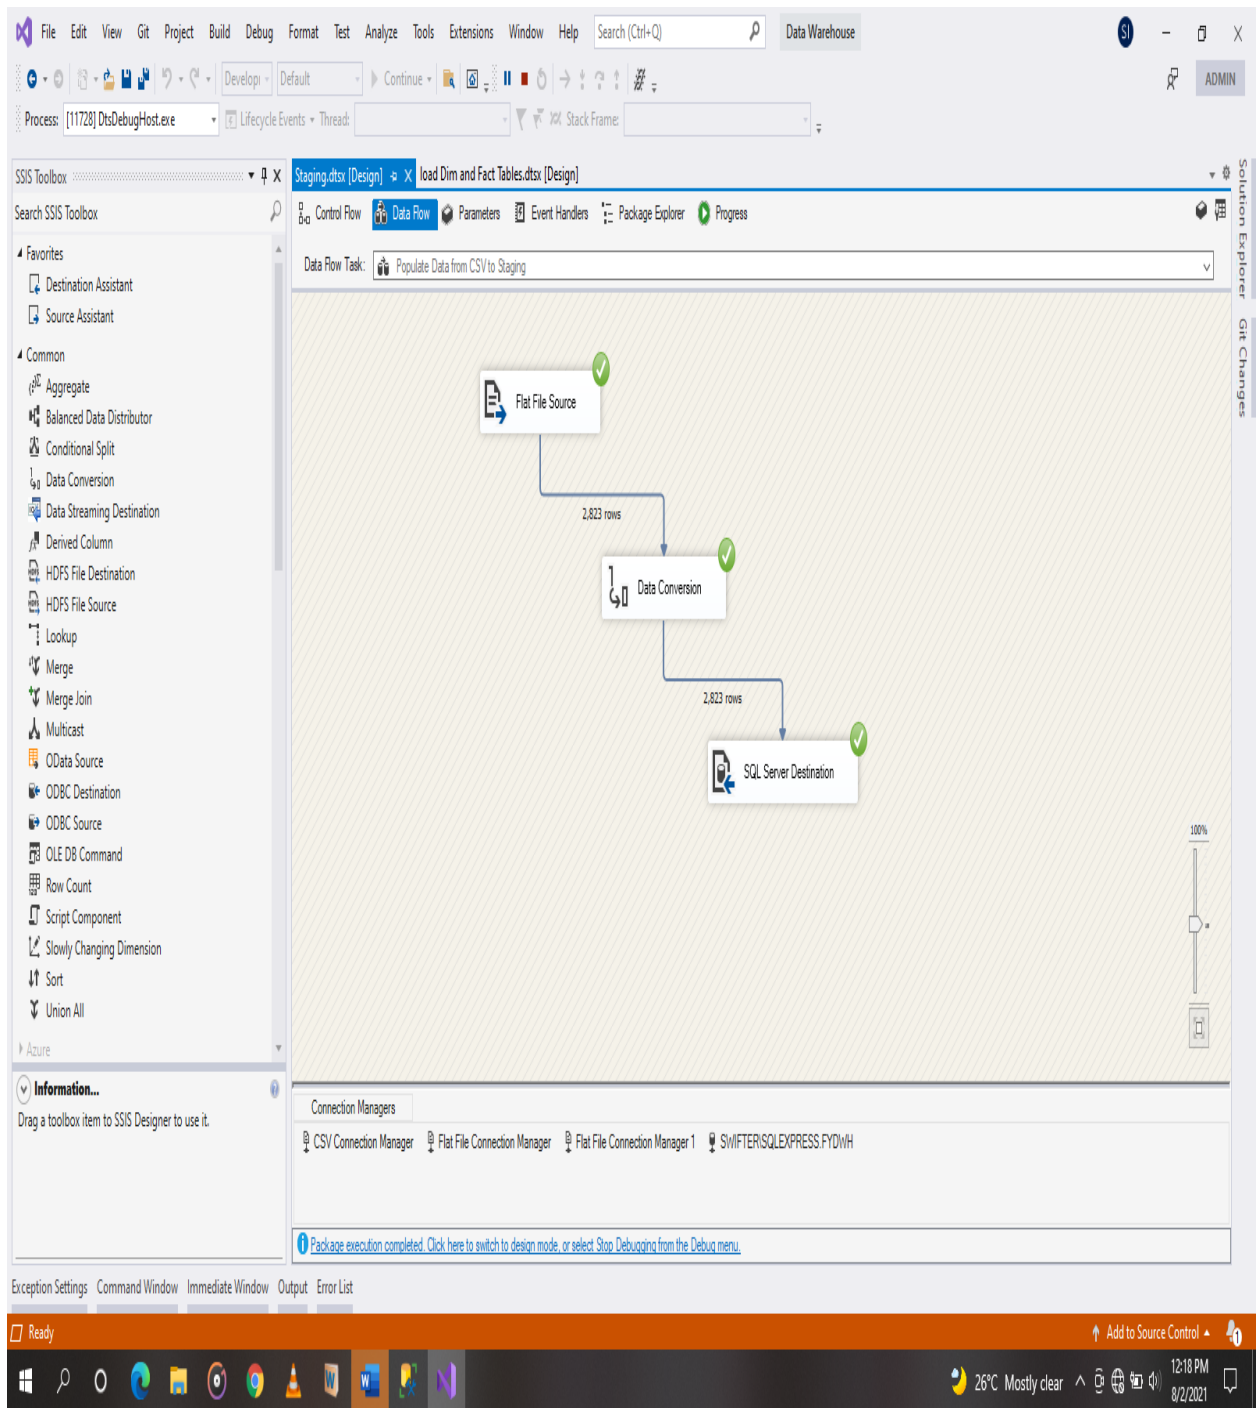 File Edit View Git Project Build Debug Format Test Analyze Tools Extensions Window Help Search (Ctrl+Q) Data Warehouse SI
Default Continue ADMIN
Process: [11728] DtsDebugHost.exe Lifecycle Events Thread: Stack Frame:
SSIS Toolbox
Staging.dtsx [Design] load Dim and Fact Tables.dtsx [Design]
Search SSIS Toolbox
Control Flow Data Flow Parameters Event Handlers Package Explorer Progress
Data Flow Task: Populate Data from CSV to Staging
Favorites
Destination Assistant
Source Assistant
Common
Aggregate
Balanced Data Distributor
Conditional Split
Data Conversion
Data Streaming Destination
Derived Column
HDFS File Destination
HDFS File Source
Lookup
Merge
Merge Join
Multicast
OData Source
ODBC Destination
ODBC Source
OLE DB Command
Row Count
Script Component
Slowly Changing Dimension
Sort
Union All
Azure
Information...
Drag a toolbox item to SSIS Designer to use it.
Flat File Source
2,823 rows
Data Conversion
2,823 rows
SQL Server Destination
100%
Solution Explorer
Git Changes
Connection Managers
CSV Connection Manager Flat File Connection Manager Flat File Connection Manager 1 SWIFTER\SQLEXPRESS.FYDWH
Package execution completed. Click here to switch to design mode, or select Stop Debugging from the Debug menu.
Exception Settings Command Window Immediate Window Output Error List
Ready Add to Source Control 1
26°C Mostly clear 12:18 PM
8/2/2021